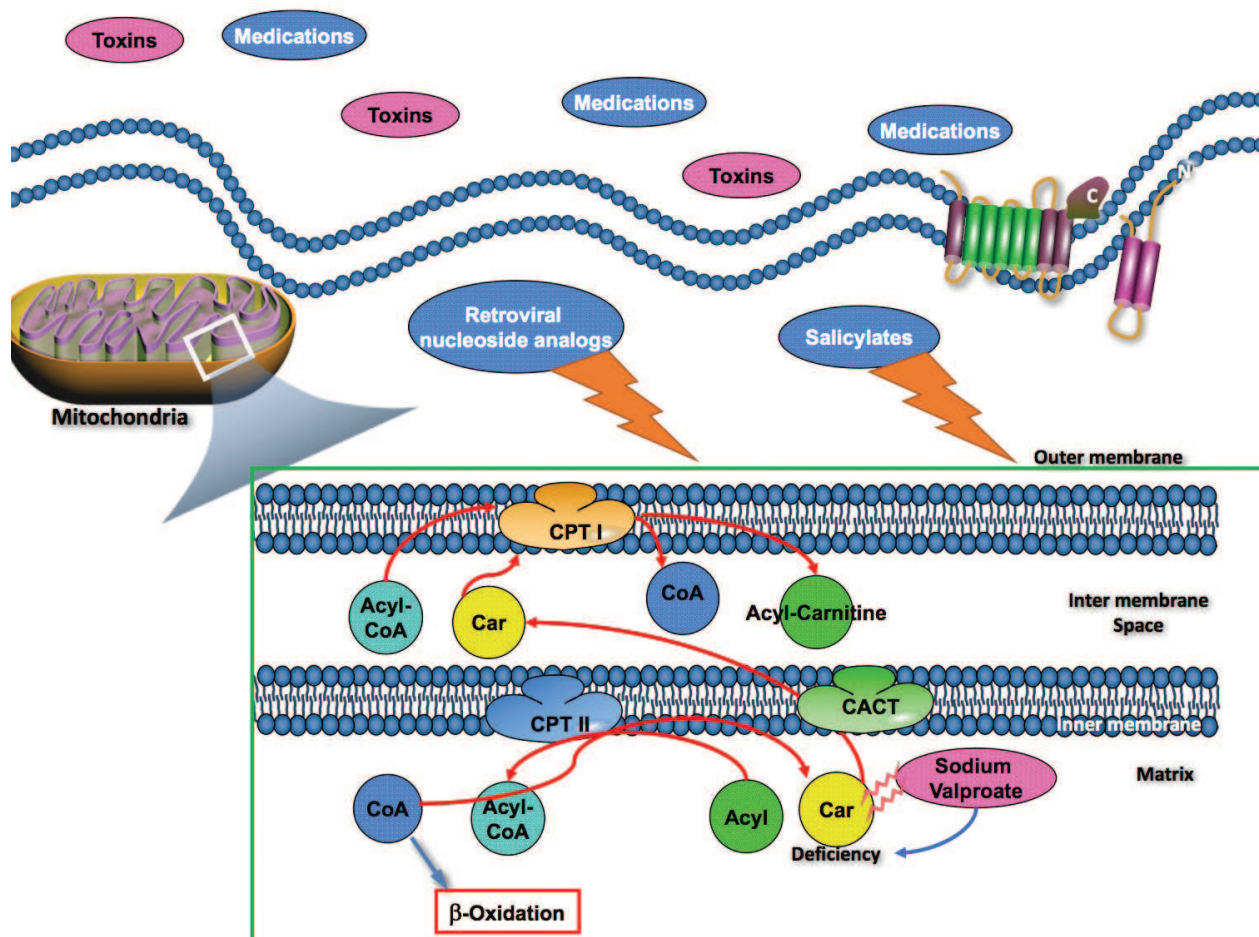 Toxins
Medications
Toxins
Medications
Medications
Toxins
C
N
Retroviral
nucleoside analogs
Salicylates
Mitochondria
Outer membrane
CPT I
Acyl-
CoA
Car
CoA
Acyl-Carnitine
Inter membrane
Space
CPT II
CACT
Inner membrane
Matrix
CoA
Acyl-
CoA
Acyl
Car
Sodium
Valproate
Deficiency
β-Oxidation